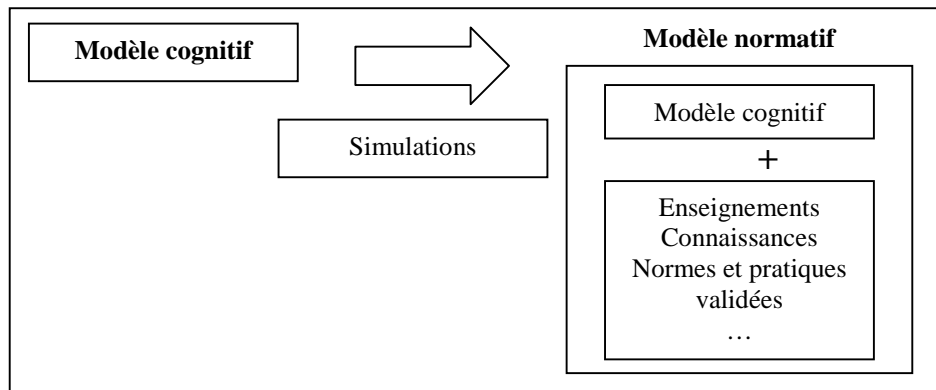 Modèle cognitif
Simulations
Modèle normatif
Modèle cognitif
+
Enseignements
Connaissances
Normes et pratiques
validées
…